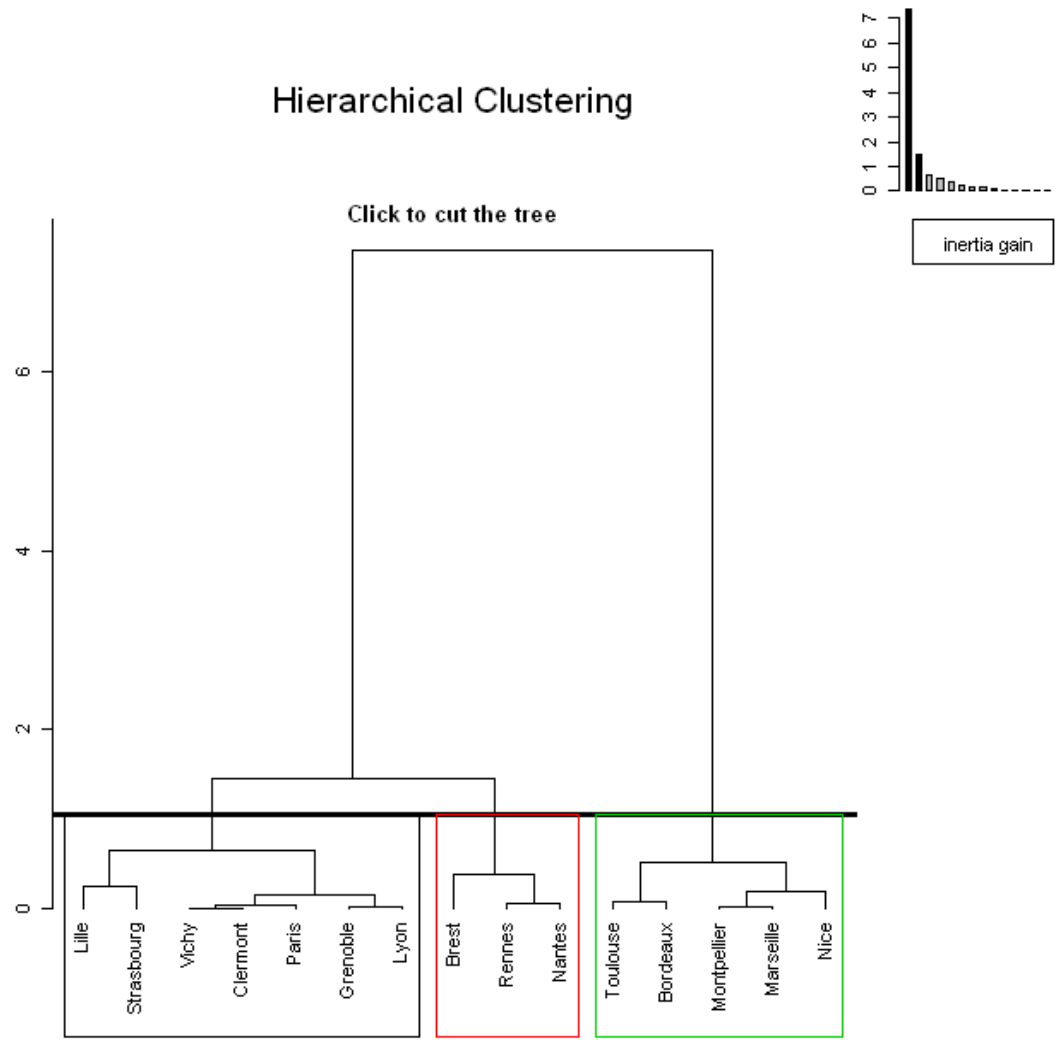 Hierarchical Clustering
7
6
5
4
3
2
1
0
inertia gain
Click to cut the tree
6
4
2
0
Lille
Strasbourg
Vichy
Clermont
Paris
Grenoble
Lyon
Brest
Rennes
Nantes
Toulouse
Bordeaux
Montpellier
Marseille
Nice